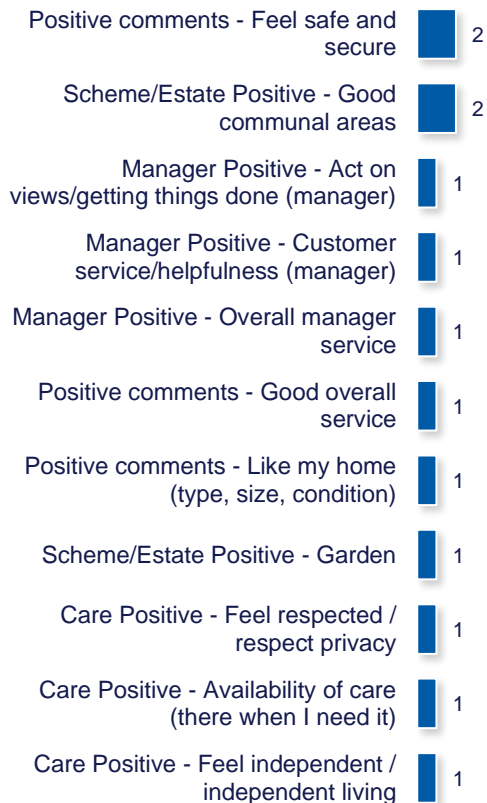 Positive comments - Feel safe and
secure
2
Scheme/Estate Positive - Good
communal areas
2
Manager Positive - Act on
views/getting things done (manager)
1
Manager Positive - Customer
service/helpfulness (manager)
1
Manager Positive - Overall manager
service
1
Positive comments - Good overall
service
1
Positive comments - Like my home
(type, size, condition)
1
Scheme/Estate Positive - Garden
1
Care Positive - Feel respected /
respect privacy
1
Care Positive - Availability of care
(there when I need it)
1
Care Positive - Feel independent /
independent living
1